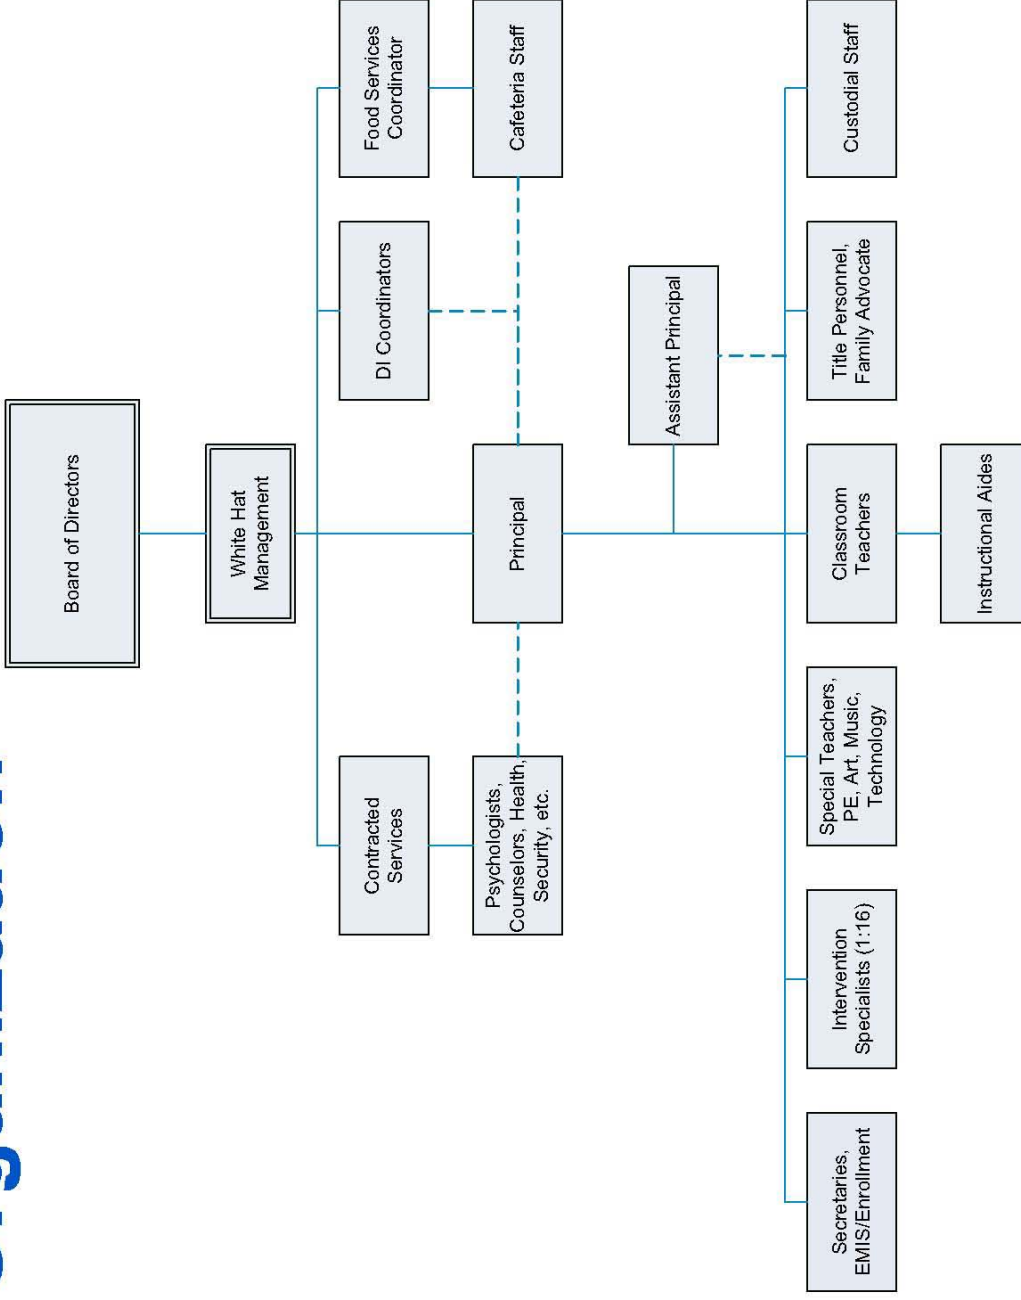 Board of Directors
White Hat
Management
Contracted
Services
DI Coordinators
Food Services
Coordinator
Psychologists,
Counselors, Health,
Security, etc.
Principal
Cafeteria Staff
Assistant Principal
Secretaries,
EMIS/Enrollment
Intervention
Specialists (1:16)
Special Teachers,
PE, Art, Music,
Technology
Classroom
Teachers
Title Personnel,
Family Advocate
Custodial Staff
Instructional Aides